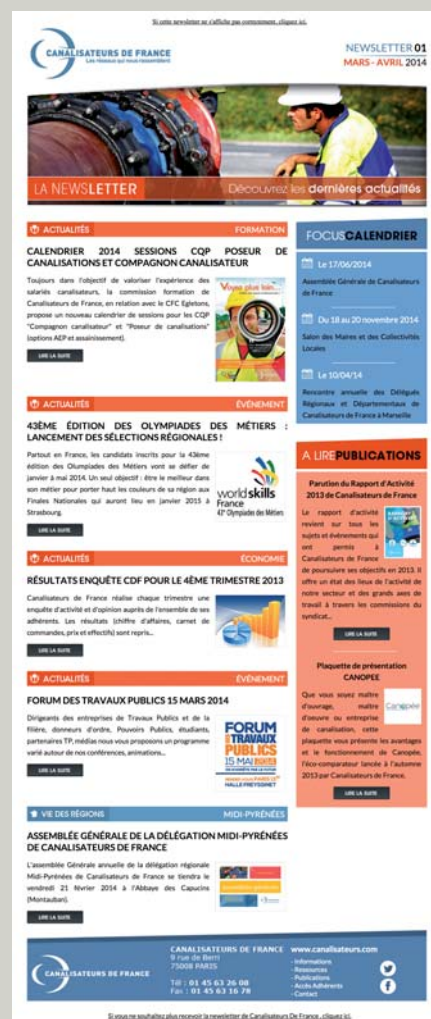 Si cette newsletter ne s'affiche pas correctement, cliquez ici.
CANALISATEURS DE FRANCE
Les réseaux qui nous rassemblent
NEWSLETTER 01
MARS - AVRIL 2014
LA NEWSLETTER
Découvrez les dernières actualités
ACTUALITÉS
FORMATION
CALENDRIER 2014 SESSIONS CQP POSEUR DE
CANALISATIONS ET COMPAGNON CANALISATEUR
Toujours dans l'objectif de valoriser l'expérience des
salariés canalisateurs, la commission formation de
Canalisateurs de France, en relation avec le CFC Egletons,
propose un nouveau calendrier de sessions pour les CQP
"Compagnon canalisateur" et "Poseur de canalisations"
(options AEP et assainissement).
Voyez plus loin...
LIRE LA SUITE
ACTUALITÉS
ÉVÉNEMENT
43ÈME ÉDITION DES OLYMPIADES DES MÉTIERS :
LANCEMENT DES SÉLECTIONS RÉGIONALES !
Partout en France, les candidats inscrits pour la 43ème
édition des Olumpiades des Métiers vont se défier de
janvier à mai 2014. Un seul objectif : être le meilleur dans
son métier pour porter haut les couleurs de sa région aux
Finales Nationales qui auront lieu en janvier 2015 à
Strasbourg.
worldskills
France
43es Olympiades des Métiers
LIRE LA SUITE
ACTUALITÉS
ÉCONOMIE
RÉSULTATS ENQUÊTE CDF POUR LE 4ÈME TRIMESTRE 2013
Canalisateurs de France réalise chaque trimestre une
enquête d'activité et d'opinion auprès de l'ensemble de ses
adhérents. Les résultats (chiffre d'affaires, carnet de
commandes, prix et effectifs) sont repris...
LIRE LA SUITE
ACTUALITÉS
ÉVÉNEMENT
FORUM DES TRAVAUX PUBLICS 15 MARS 2014
Dirigeants des entreprises de Travaux Publics et de la
filière, donneurs d'ordre, Pouvoirs Publics, étudiants,
partenaires TP, médias nous vous proposons un programme
varié autour de nos conférences, animations...
FORUM
TRAVAUX
PUBLICS
15 MAI 2014
HALLE FREYSSINET
LIRE LA SUITE
VIE DES RÉGIONS
MIDI-PYRÉNÉES
ASSEMBLÉE GÉNÉRALE DE LA DÉLÉGATION MIDI-PYRÉNÉES
DE CANALISATEURS DE FRANCE
L'assemblée Générale annuelle de la délégation régionale
Midi-Pyrénées de Canalisateurs de France se tiendra le
vendredi 21 février 2014 à l'Abbaye des Capucins
(Montauban).
assemblée générale
LIRE LA SUITE
FOCUSCALENDRIER
Le 17/06/2014
Assemblée Générale de Canalisateurs
de France
Du 18 au 20 novembre 2014
Salon des Maires et des Collectivités
Locales
Le 10/04/14
Rencontre annuelle des Délégués
Régionaux et Départementaux de
Canalisateurs de France à Marseille
A LIREPUBLICATIONS
Parution du Rapport d'Activité
2013 de Canalisateurs de France
Le rapport d'activité
revient sur tous les
sujets et évènements qui
ont permis à
Canalisateurs de France
de poursuivre ses objectifs en 2013. Il
offre un état des lieux de l'activité de
notre secteur et des grands axes de
travail à travers les commissions du
syndicat...
LIRE LA SUITE
Plaquette de présentation
CANOPEE
Que vous soyez maître
d'ouvrage, maître
d'oeuvre ou entreprise
de canalisation, cette
plaquette vous présente les avantages
et le fonctionnement de Canopée,
l'éco-comparateur lancée à l'automne
2013 par Canalisateurs de France.
Canopée
LIRE LA SUITE
CANALISATEURS DE FRANCE
CANALISATEURS DE FRANCE
9 rue de Berri
75008 PARIS
Tél : 01 45 63 26 08
Fax : 01 45 63 16 78
www.canalisateurs.com
- Informations
- Ressources
- Publications
- Accès Adhérents
- Contact
Si vous ne souhaitez plus recevoir la newsletter de Canalisateurs De France , cliquez ici.